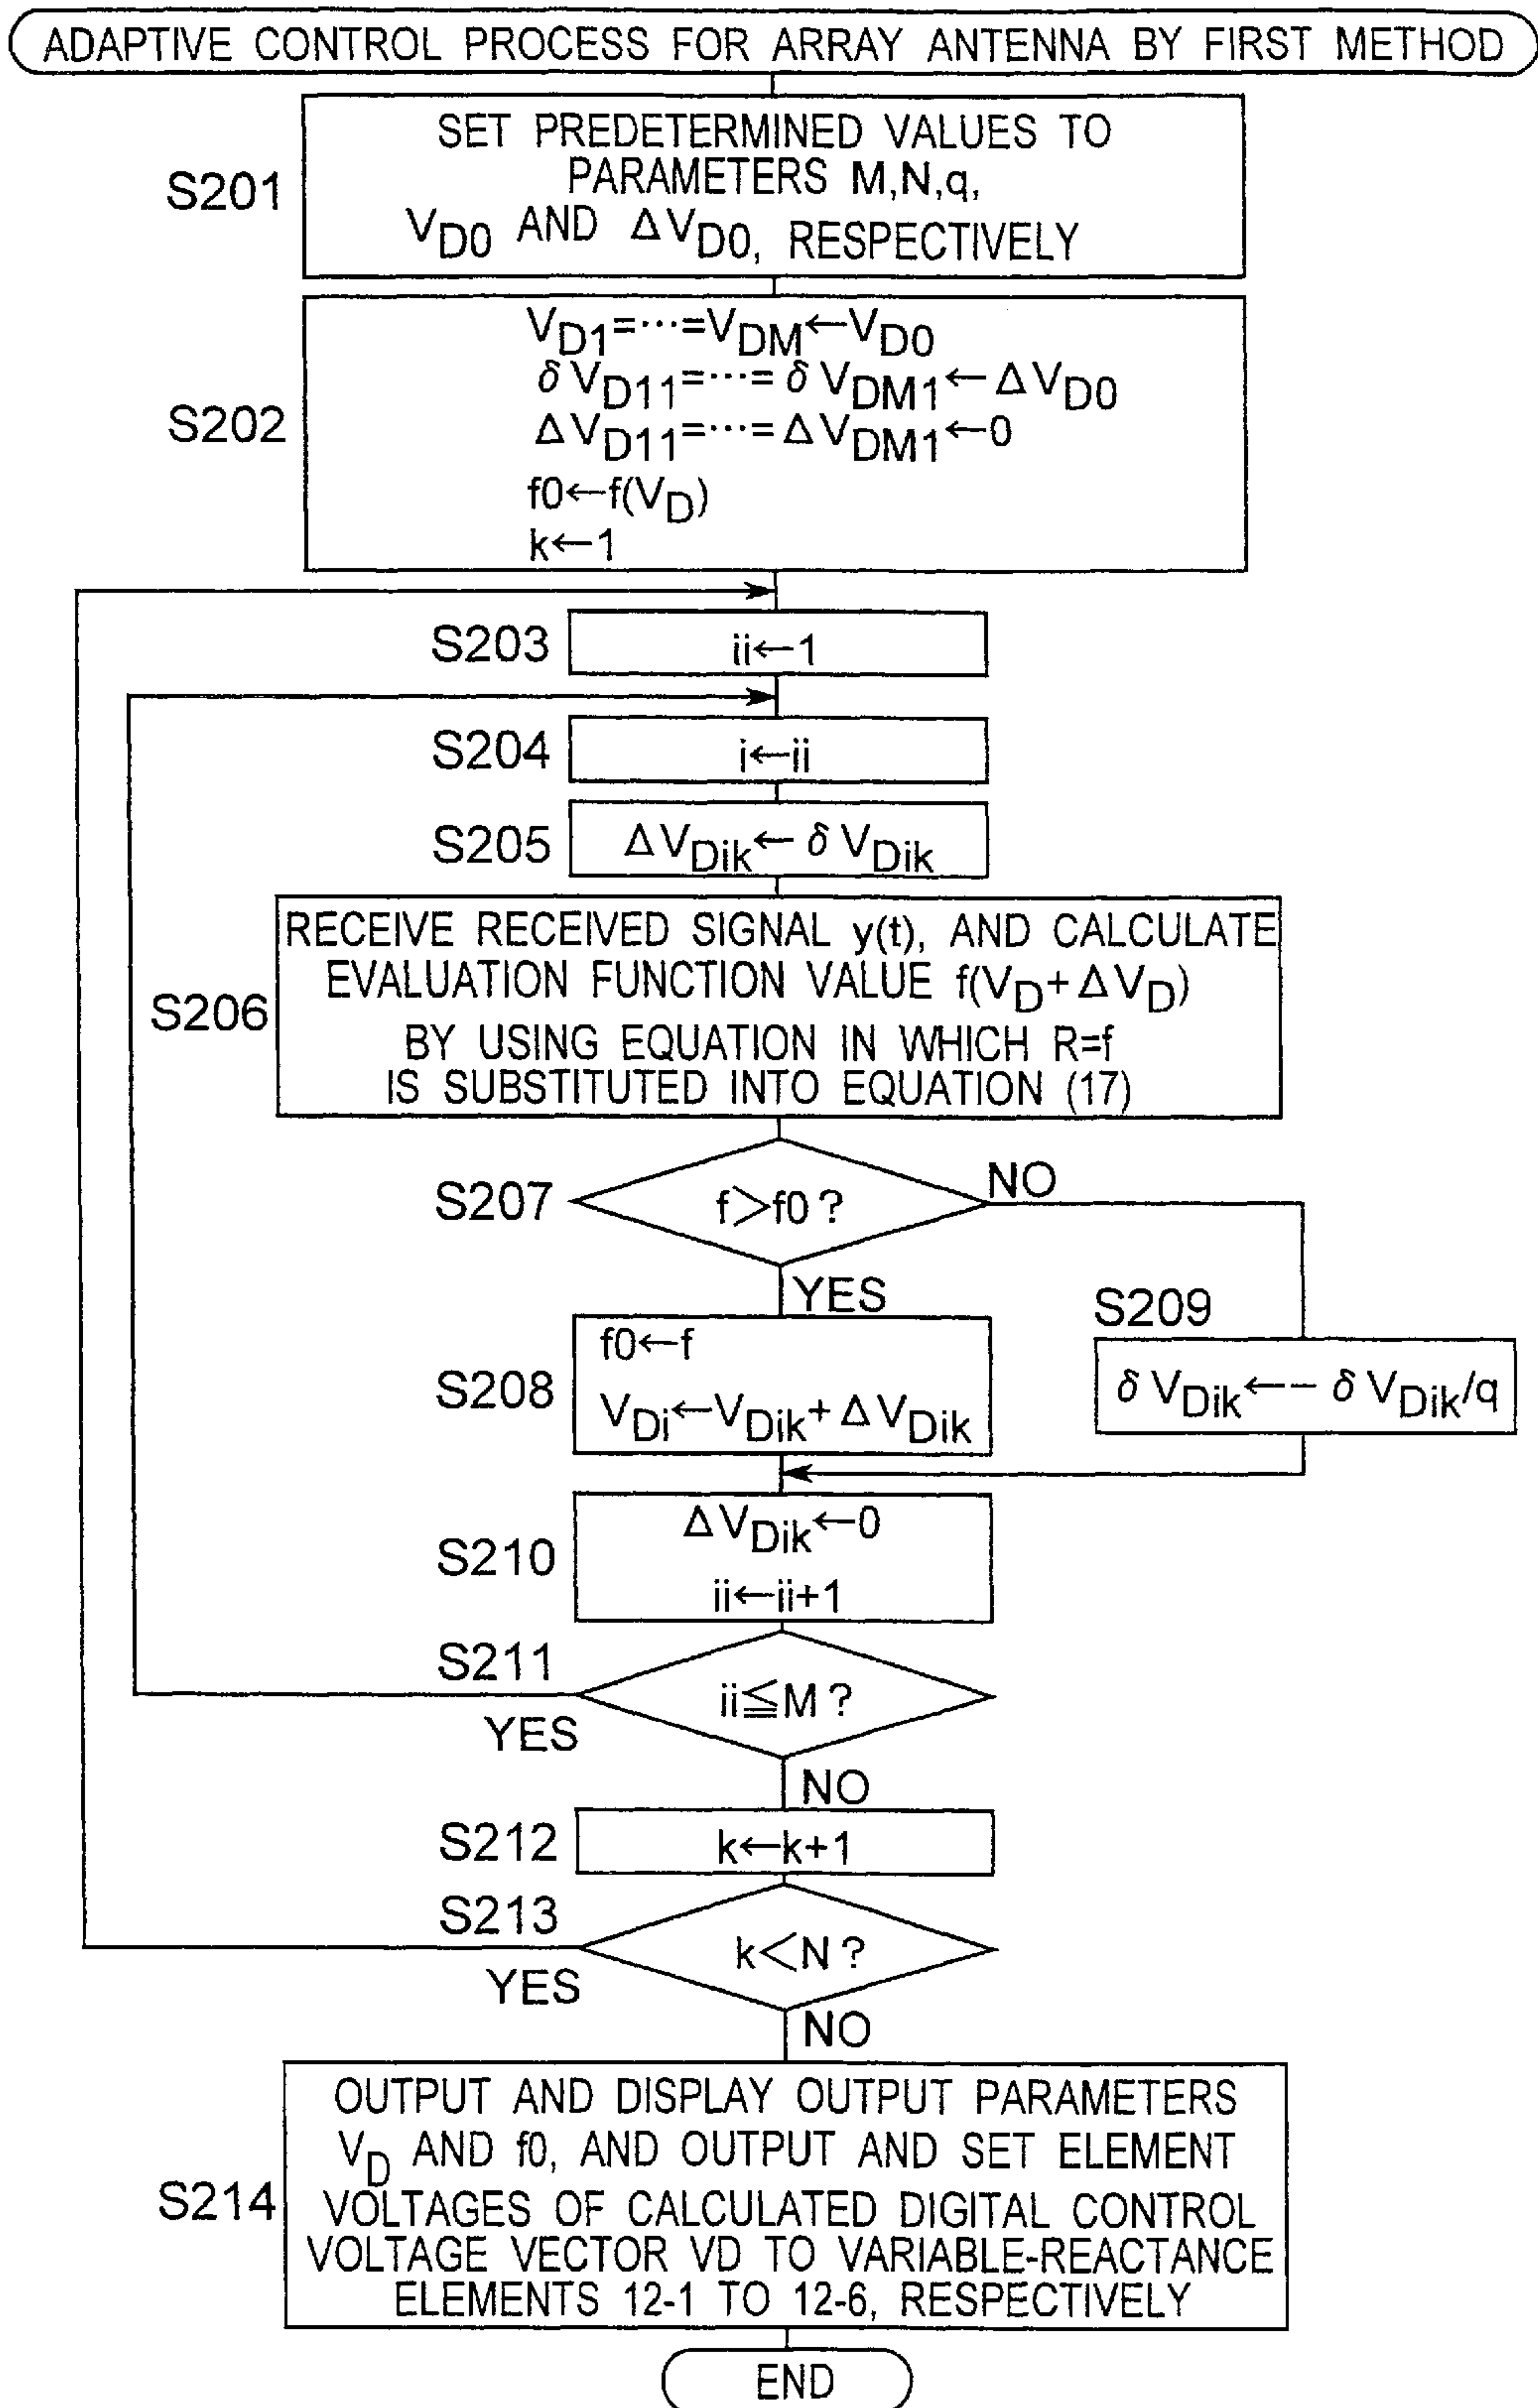 ADAPTIVE CONTROL PROCESS FOR ARRAY ANTENNA BY FIRST METHOD
S201
SET PREDETERMINED VALUES TO
PARAMETERS M,N,q,
VD0 AND ΔVD0, RESPECTIVELY
S202
VD1=···=VDM←VD0
δVD11=···=δVDM1←ΔVD0
ΔVD11=···=ΔVDM1←0
f0←f(VD)
k←1
S203
ii←1
S204
i←ii
S205
ΔVDik←δVDik
S206
RECEIVE RECEIVED SIGNAL y(t), AND CALCULATE
EVALUATION FUNCTION VALUE f(VD+ΔVD)
BY USING EQUATION IN WHICH R=f
IS SUBSTITUTED INTO EQUATION (17)
S207
f>f0?
NO
YES
S208
f0←f
VDi←VDik+ΔVDik
S209
δVDik←-δVDik/q
S210
ΔVDik←0
ii←ii+1
S211
ii≦M?
YES
NO
S212
k←k+1
S213
k<N?
YES
NO
S214
OUTPUT AND DISPLAY OUTPUT PARAMETERS
VD AND f0, AND OUTPUT AND SET ELEMENT
VOLTAGES OF CALCULATED DIGITAL CONTROL
VOLTAGE VECTOR VD TO VARIABLE-REACTANCE
ELEMENTS 12-1 TO 12-6, RESPECTIVELY
END